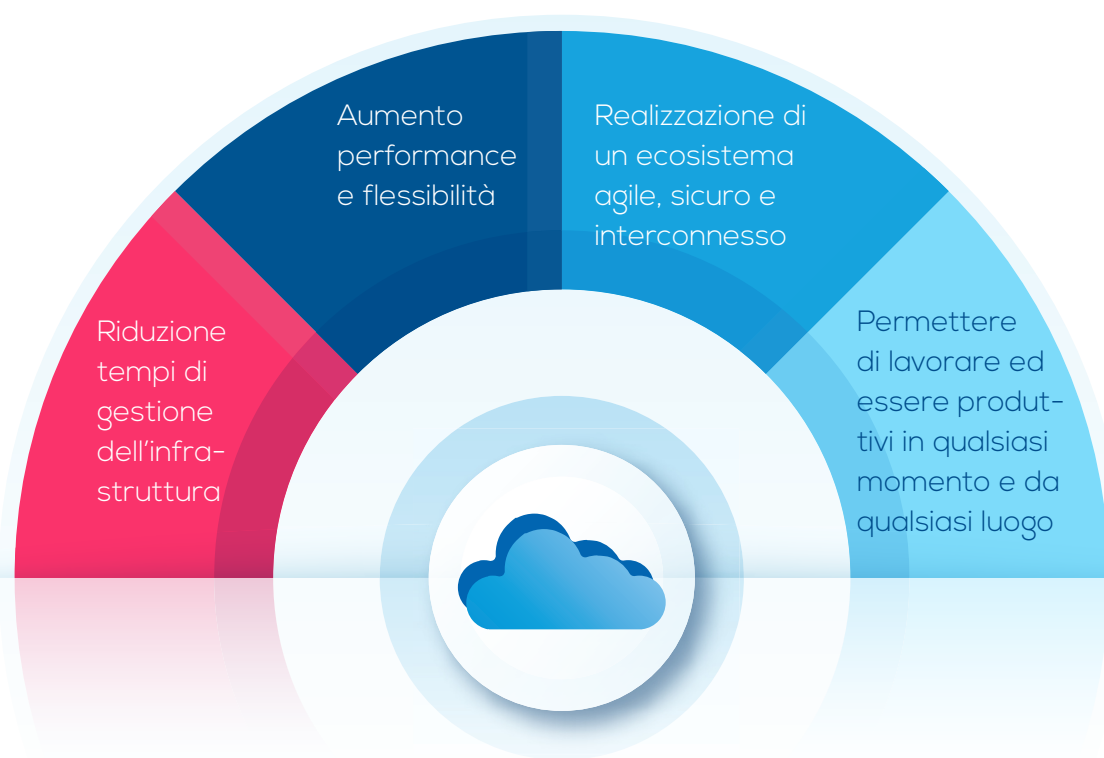 Riduzione
tempi di
gestione
dell'infra-
struttura
Aumento
performance
e flessibilità
Realizzazione di
un ecosistema
agile, sicuro e
interconnesso
Permettere
di lavorare ed
essere produt-
tivi in qualsiasi
momento e da
qualsiasi luogo